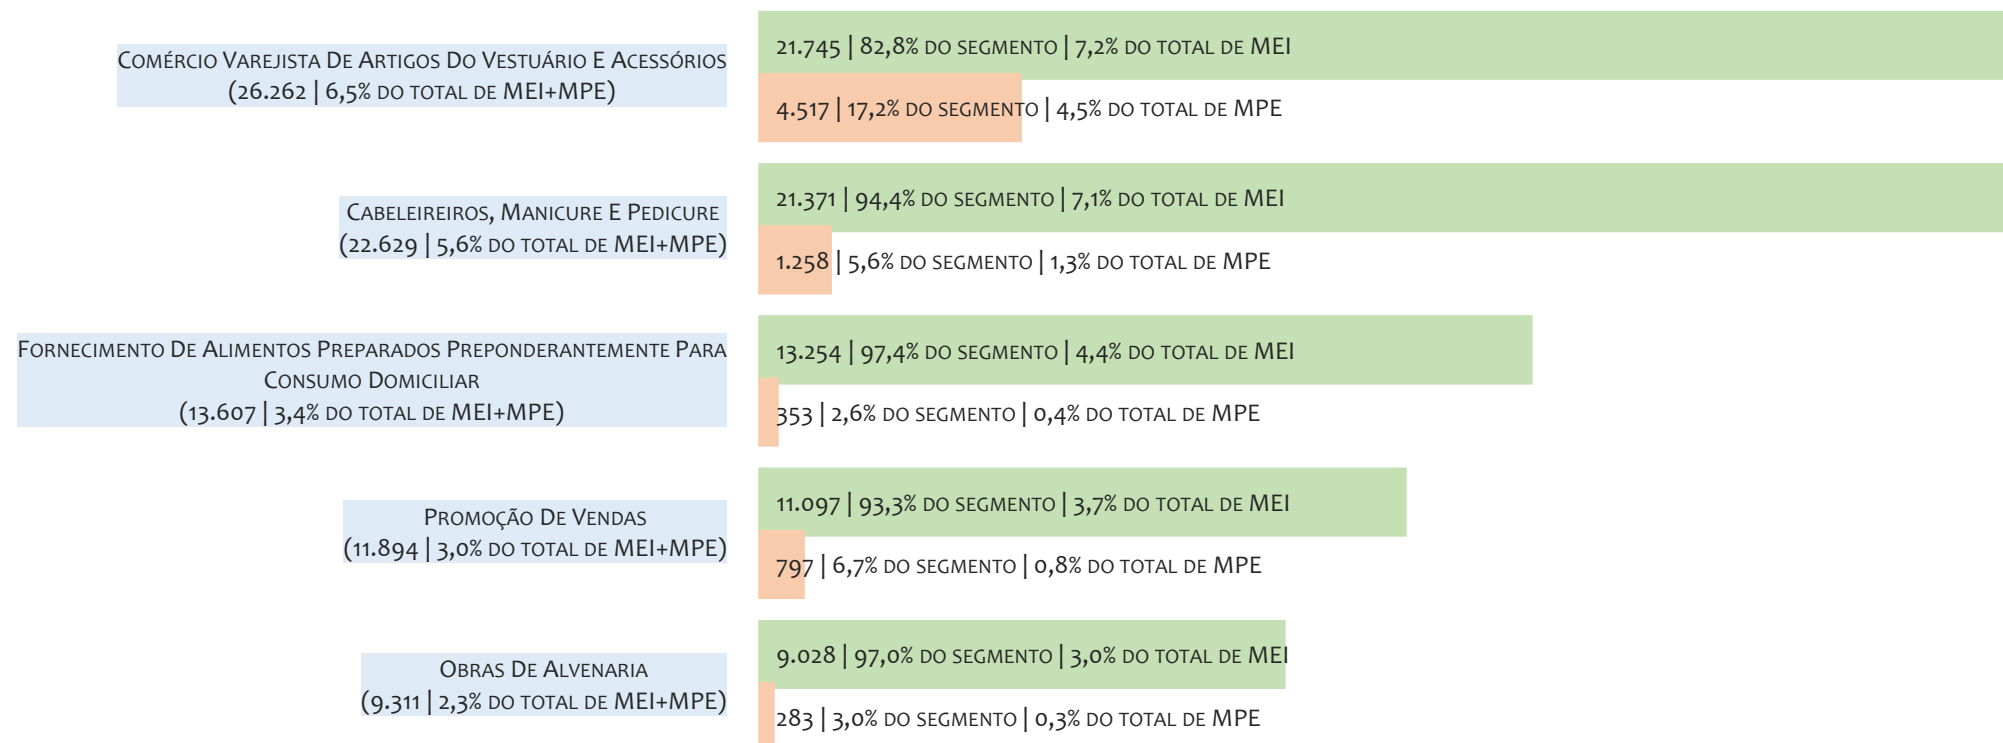 Comércio Varejista De Artigos Do Vestuário E Acessórios
(26.262 | 6,5% do total de MEI+MPE)
21.745 | 82,8% do segmento | 7,2% do total de MEI
4.517 | 17,2% do segmento | 4,5% do total de MPE
Cabeleireiros, Manicure E Pedicure
(22.629 | 5,6% do total de MEI+MPE)
21.371 | 94,4% do segmento | 7,1% do total de MEI
1.258 | 5,6% do segmento | 1,3% do total de MPE
Fornecimento De Alimentos Preparados Preponderantemente Para
Consumo Domiciliar
(13.607 | 3,4% do total de MEI+MPE)
13.254 | 97,4% do segmento | 4,4% do total de MEI
353 | 2,6% do segmento | 0,4% do total de MPE
Promoção De Vendas
(11.894 | 3,0% do total de MEI+MPE)
11.097 | 93,3% do segmento | 3,7% do total de MEI
797 | 6,7% do segmento | 0,8% do total de MPE
Obras De Alvenaria
(9.311 | 2,3% do total de MEI+MPE)
9.028 | 97,0% do segmento | 3,0% do total de MEI
283 | 3,0% do segmento | 0,3% do total de MPE